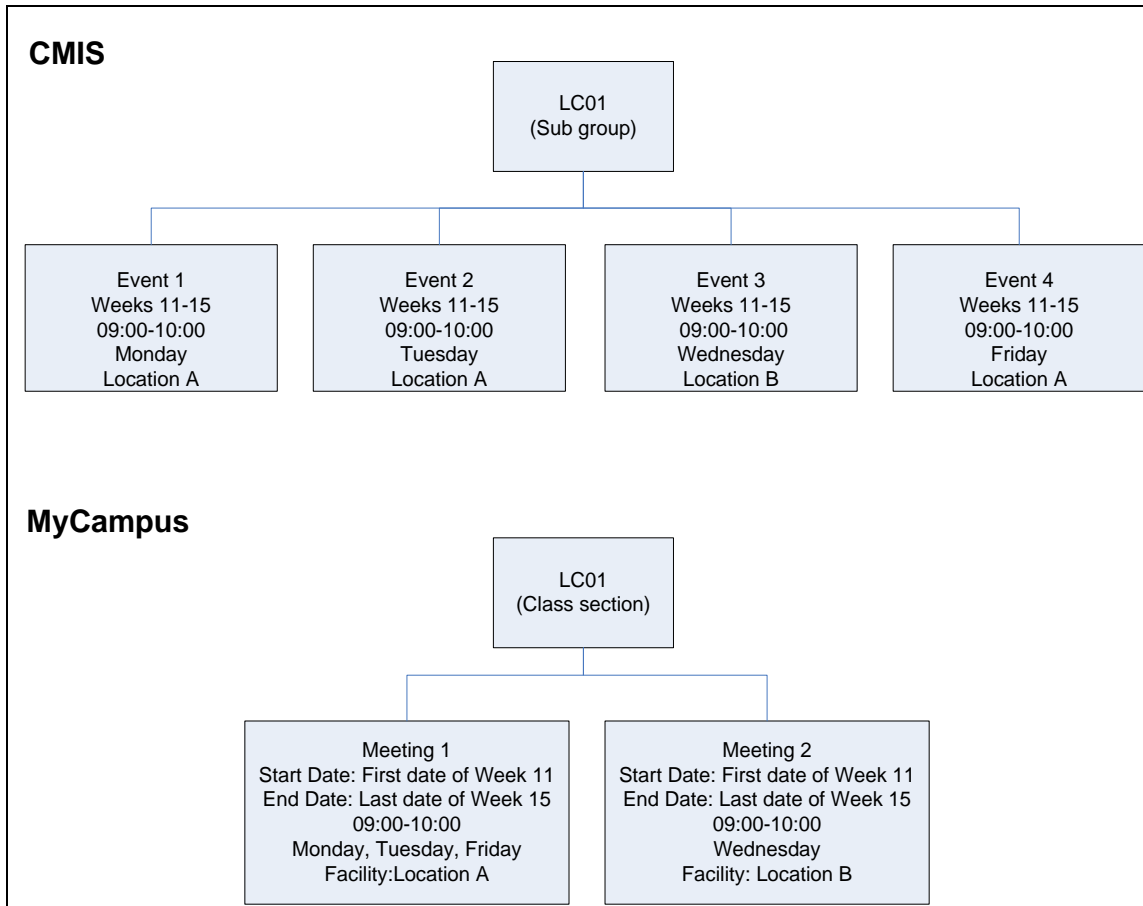 CMIS
LC01
(Sub group)
Event 1
Weeks 11-15
09:00-10:00
Monday
Location A
Event 2
Weeks 11-15
09:00-10:00
Tuesday
Location A
Event 3
Weeks 11-15
09:00-10:00
Wednesday
Location B
Event 4
Weeks 11-15
09:00-10:00
Friday
Location A
MyCampus
LC01
(Class section)
Meeting 1
Start Date: First date of Week 11
End Date: Last date of Week 15
09:00-10:00
Monday, Tuesday, Friday
Facility:Location A
Meeting 2
Start Date: First date of Week 11
End Date: Last date of Week 15
09:00-10:00
Wednesday
Facility: Location B